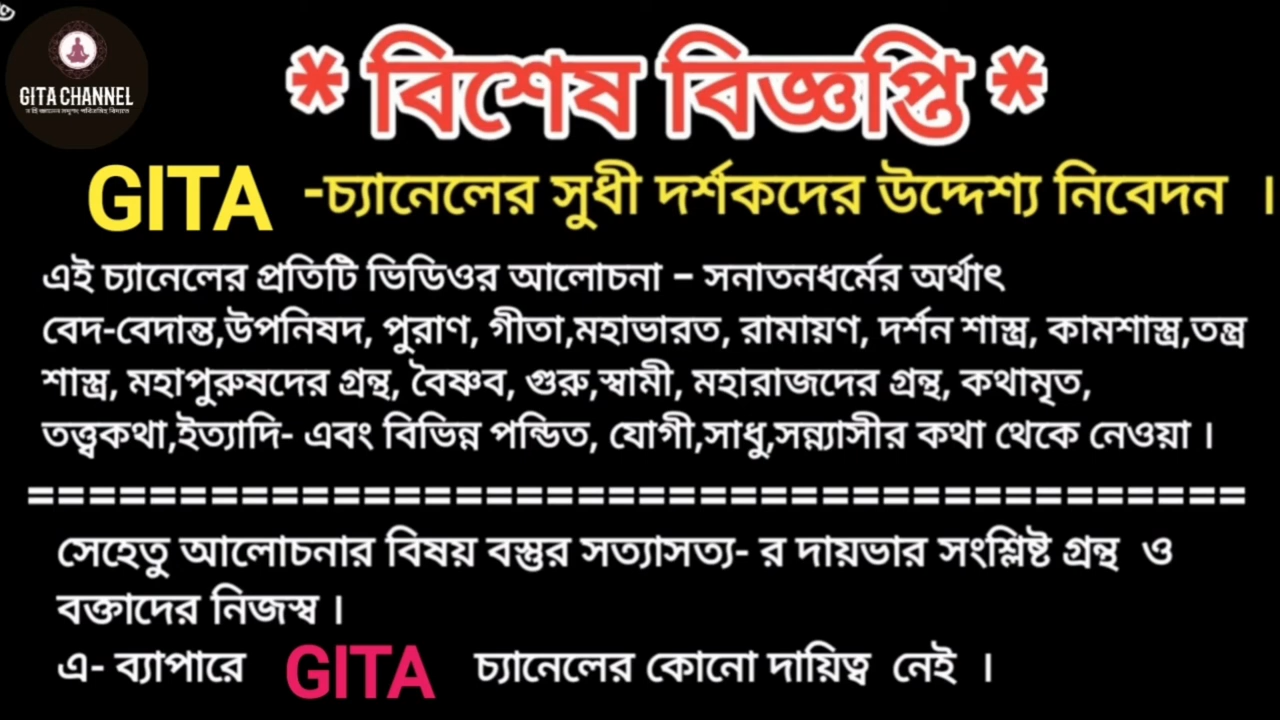 GITA CHANNEL
* বিশেষ বিজ্ঞপ্তি *
GITA -চ্যানেলের সুধী দর্শকদের উদ্দেশ্য নিবেদন ।
এই চ্যানেলের প্রতিটি ভিডিওর আলোচনা – সনাতনধর্মের অর্থাৎ
বেদ-বেদান্ত,উপনিষদ, পুরাণ, গীতা,মহাভারত, রামায়ণ, দর্শন শাস্ত্র, কামশাস্ত্র,তন্ত্র
শাস্ত্র, মহাপুরুষদের গ্রন্থ, বৈষ্ণব, গুরু,স্বামী, মহারাজদের গ্রন্থ, কথামৃত,
তত্ত্বকথা,ইত্যাদি- এবং বিভিন্ন পন্ডিত, যোগী,সাধু,সন্ন্যাসীর কথা থেকে নেওয়া ।
=========================================
সেহেতু আলোচনার বিষয় বস্তুর সত্যাসত্য- র দায়ভার সংশ্লিষ্ট গ্রন্থ ও
বক্তাদের নিজস্ব ।
এ- ব্যাপারে GITA চ্যানেলের কোনো দায়িত্ব নেই ।